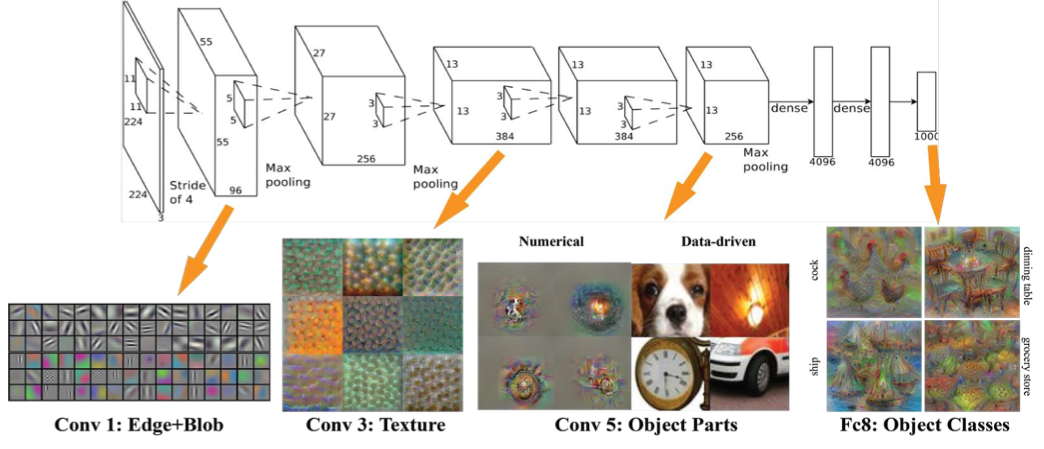 11
11
224
224
3
Stride
of 4
55
55
96
5
5
Max
pooling
27
27
256
3
3
Max
pooling
13
13
384
3
3
13
13
384
3
3
13
13
256
Max
pooling
dense
4096
dense
4096
1000
Numerical
Data-driven
cock
dinning table
ship
grocery store
Conv 1: Edge+Blob
Conv 3: Texture
Conv 5: Object Parts
Fc8: Object Classes